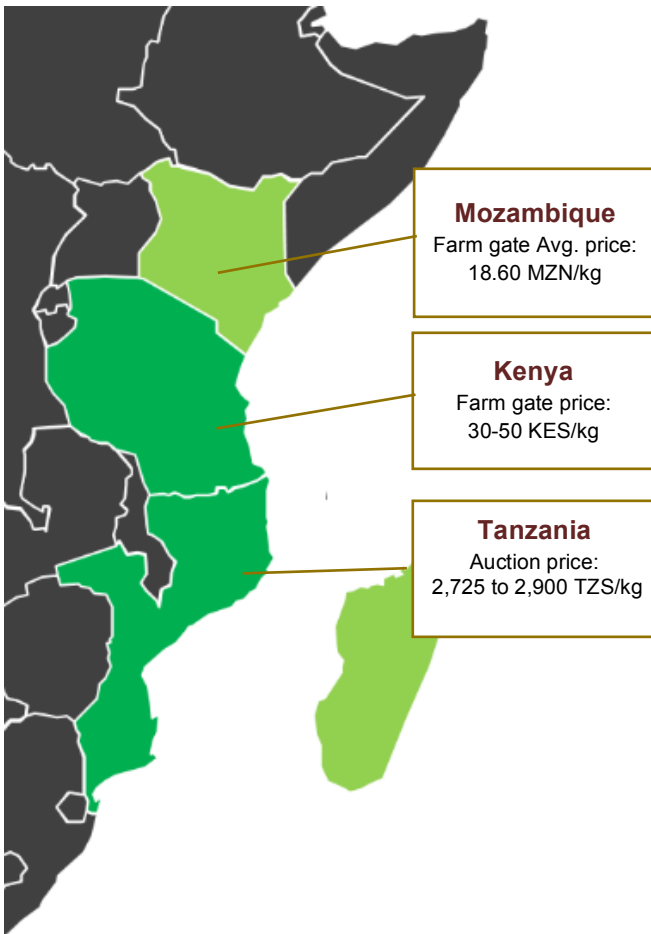 Mozambique
Farm gate Avg. price:
18.60 MZN/kg
Kenya
Farm gate price:
30-50 KES/kg
Tanzania
Auction price:
2,725 to 2,900 TZS/kg